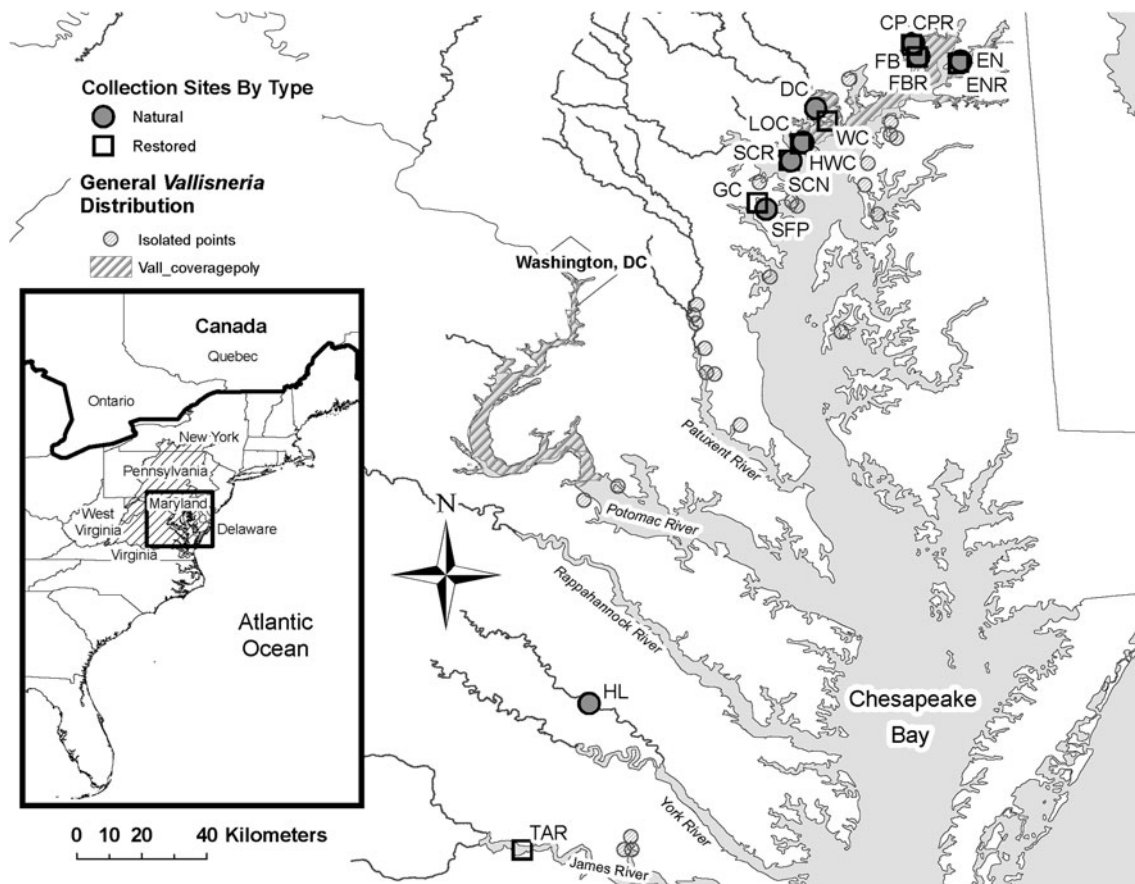 Collection Sites By Type
Natural
Restored
General Vallisneria
Distribution
Isolated points
Vall_coveragepoly
CP CPR
FB
FBR
EN
ENR
DC
WC
LOC
HWC
SCR
SCN
GC
SFP
Washington, DC
Patuxent River
Potomac River
Rappahannock River
York River
James River
HL
TAR
Chesapeake
Bay
N
Canada
Quebec
Ontario
New York
Pennsylvania
Maryland
West
Virginia
Delaware
Virginia
Atlantic
Ocean
0 10 20 40 Kilometers